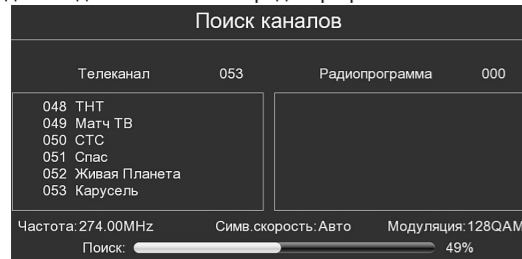 Поиск каналов
Телеканал 053 Радиопрограмма 000
048 ТНТ
049 Матч ТВ
050 СТС
051 Спас
052 Живая Планета
053 Карусель
Частота:274.00MHz Симв.скорость:Авто Модуляция:128QAM
Поиск: 49%